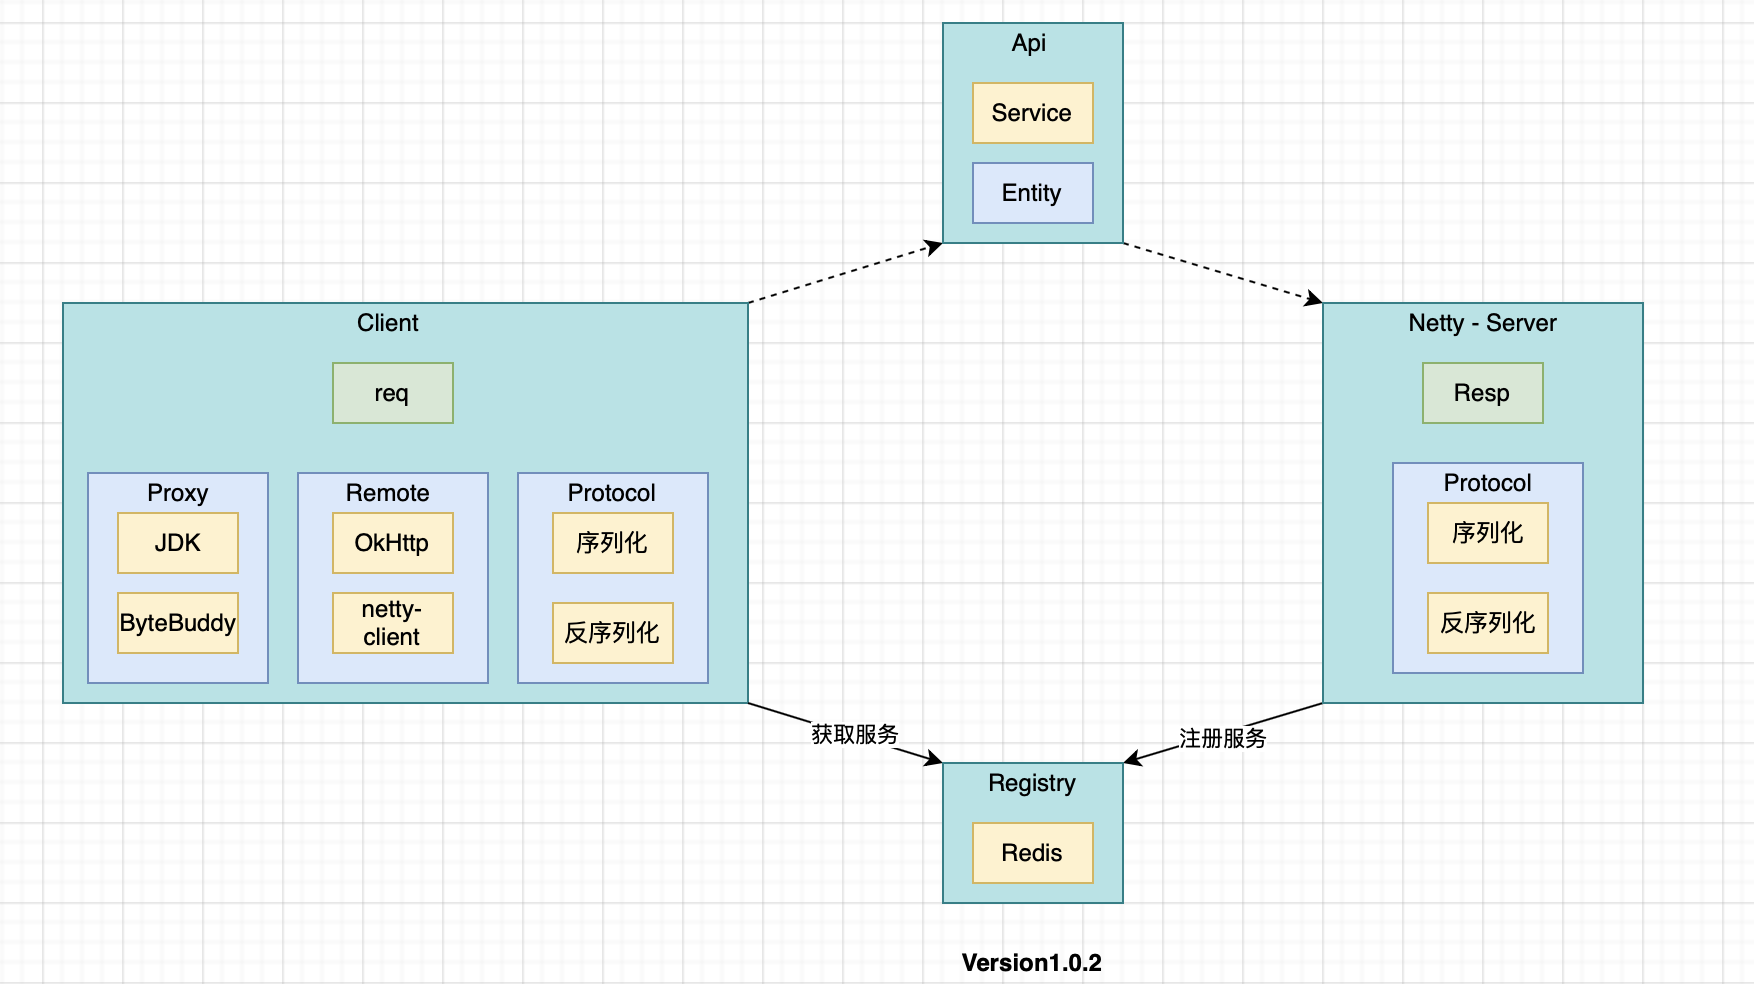 Api
Service
Entity
Client
req
Proxy
JDK
ByteBuddy
Remote
OkHttp
netty-
client
Protocol
序列化
反序列化
Netty - Server
Resp
Protocol
序列化
反序列化
获取服务
注册服务
Registry
Redis
Version1.0.2